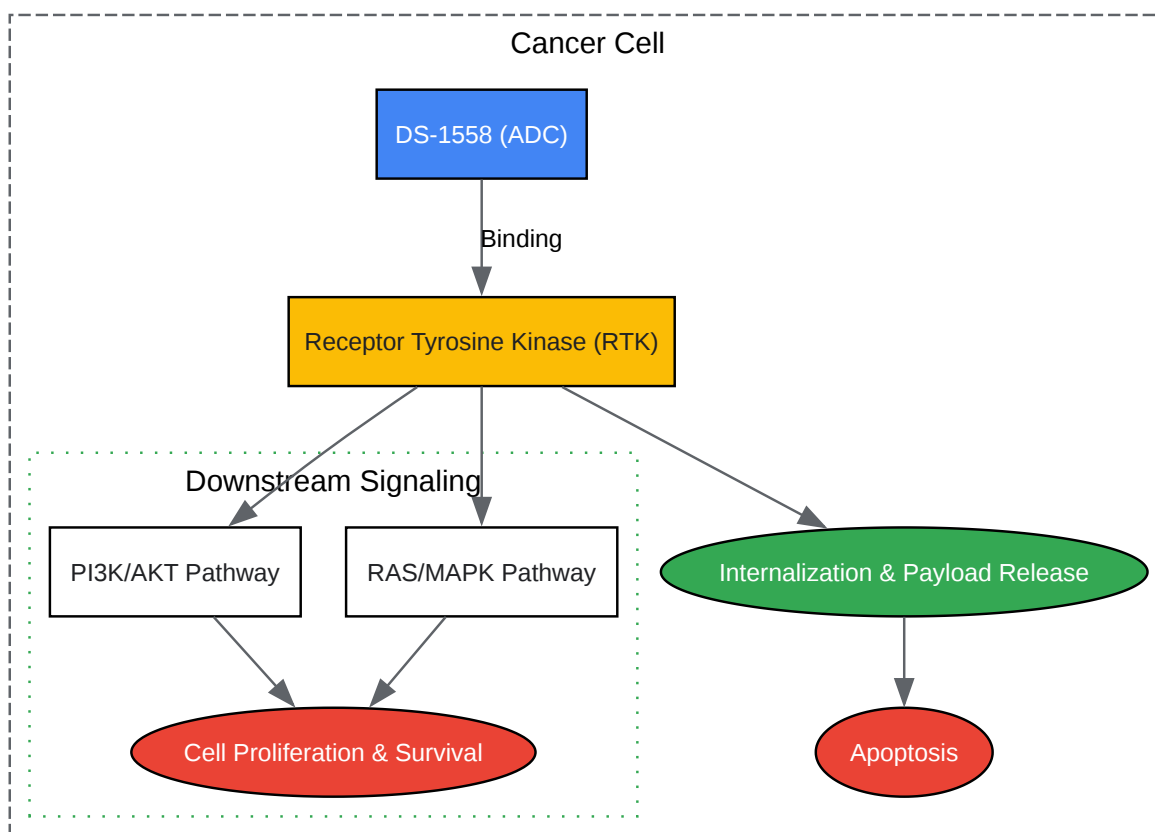 Cancer Cell
DS-1558 (ADC)
Binding
Receptor Tyrosine Kinase (RTK)
Downstream Signaling
PI3K/AKT Pathway
RAS/MAPK Pathway
Internalization & Payload Release
Cell Proliferation & Survival
Apoptosis